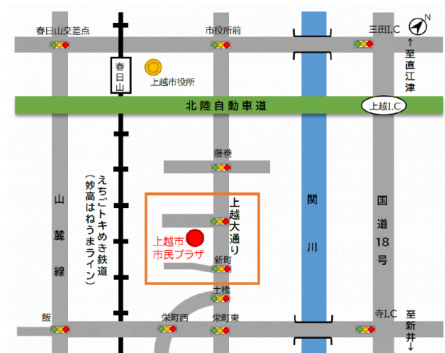 春日山交差点
市役所前
三田I.C
N
↑至直江津
春日山
上越市役所
北陸自動車道
上越I.C
藤巻
えちごトキめき鉄道
(妙高はねうまライン)
山麓線
上越大通り
関川
国道18号
上越市
市民プラザ
新町
土橋
飯
栄町西
栄町東
寺I.C
至新井↓